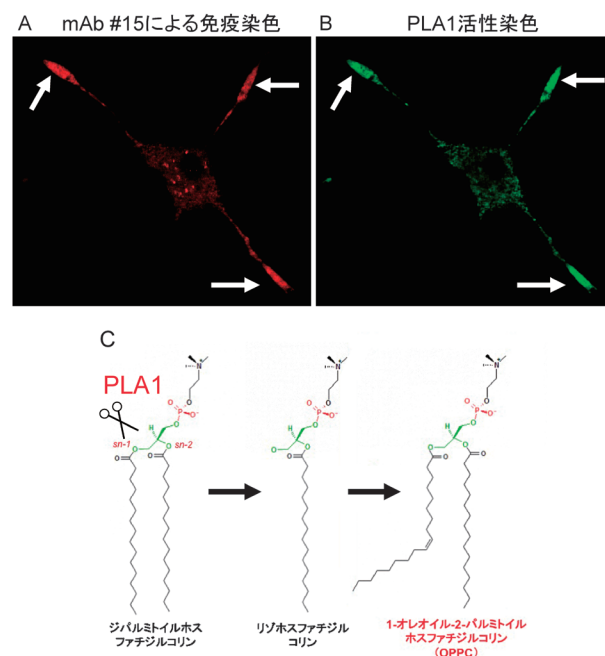 A mAb #15による免疫染色
B PLA1活性染色
C
PLA1
sn-1
sn-2
H
O
O
O
O
O
P
O
O⁻
O
N
+
H
O
O
O
P
O
O⁻
O
N
+
H
O
O
O
O
O
P
O
O⁻
O
N
+
ジパルミトイルホス
ファチジルコリン
リゾホスファチジル
コリン
1-オレオイル-2-パルミトイル
ホスファチジルコリン
(OPPC)